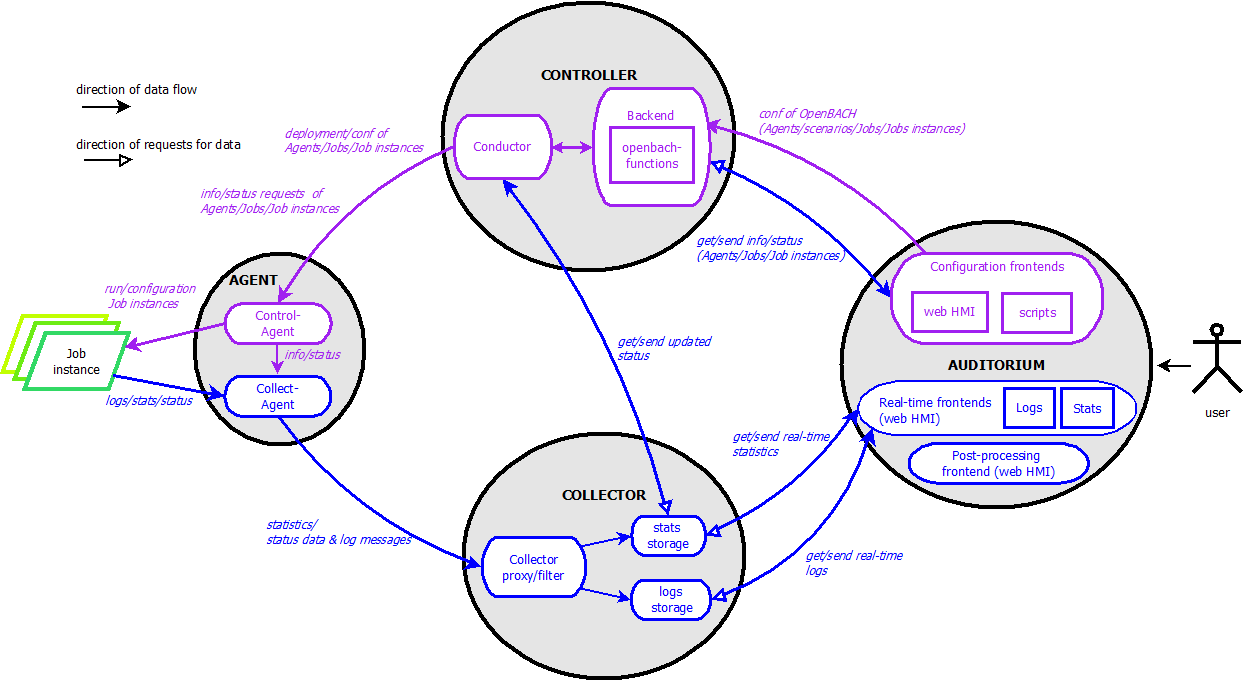 CONTROLLER
direction of data flow
direction of requests for data
Backend
openbach-
functions
Conductor
conf of OpenBACH
(Agents/scenarios/Jobs/Jobs instances)
deployment/conf of
Agents/Jobs/Job instances
info/status requests of
Agents/Jobs/Job instances
get/send info/status
(Agents/Jobs/Job instances)
AGENT
run/configuration
Job instances
Control-
Agent
info/status
Collect-
Agent
Job
instance
logs/stats/status
Configuration frontends
web HMI
scripts
AUDITORIUM
Real-time frontends
(web HMI)
Logs
Stats
Post-processing
frontend (web HMI)
user
get/send updated
status
get/send real-time
statistics
COLLECTOR
statistics/
status data & log messages
Collector
proxy/filter
stats
storage
logs
storage
get/send real-time
logs